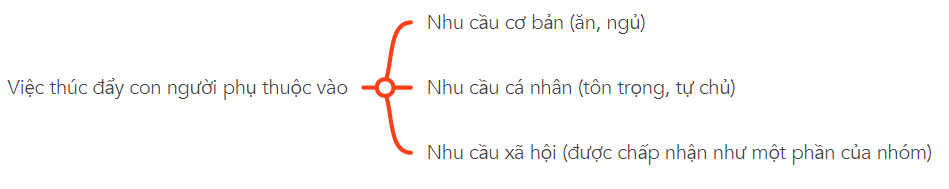 Nhu cầu cơ bản (ăn, ngủ)
Việc thúc đẩy con người phụ thuộc vào
Nhu cầu cá nhân (tôn trọng, tự chủ)
Nhu cầu xã hội (được chấp nhận như một phần của nhóm)